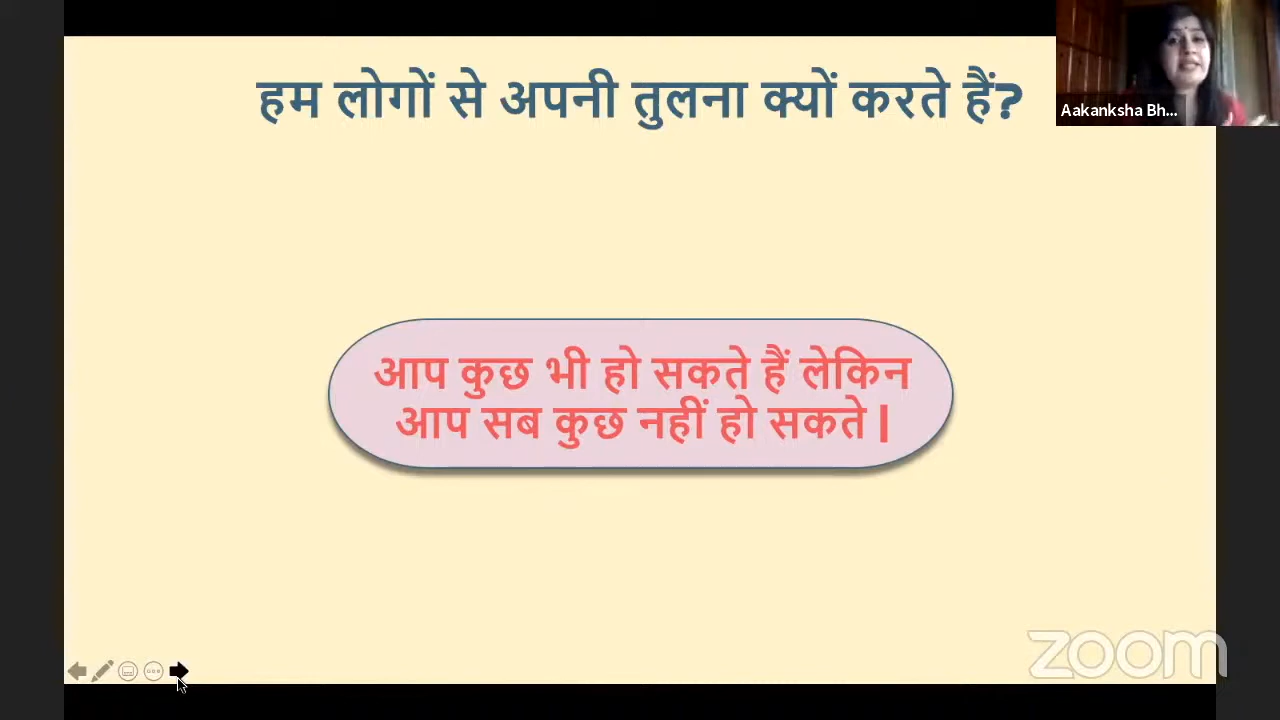 हम लोगों से अपनी तुलना क्यों करते हैं?
Aakanksha Bh...
आप कुछ भी हो सकते हैं लेकिन
आप सब कुछ नहीं हो सकते |
zoom